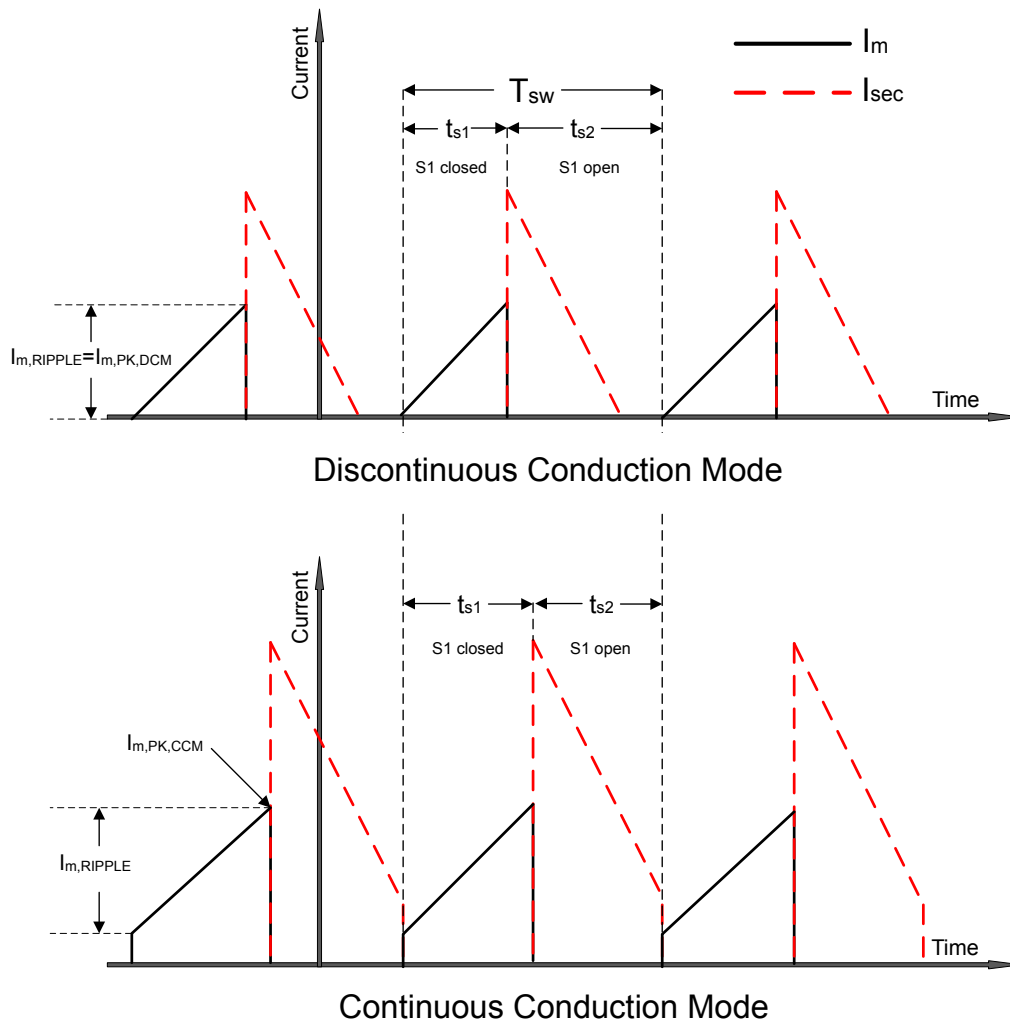 Current
Im
Isec
Tsw
ts1
ts2
S1 closed
S1 open
Im,RIPPLE=Im,PK,DCM
Time
Discontinuous Conduction Mode
Current
ts1
ts2
S1 closed
S1 open
Im,PK,CCM
Im,RIPPLE
Time
Continuous Conduction Mode